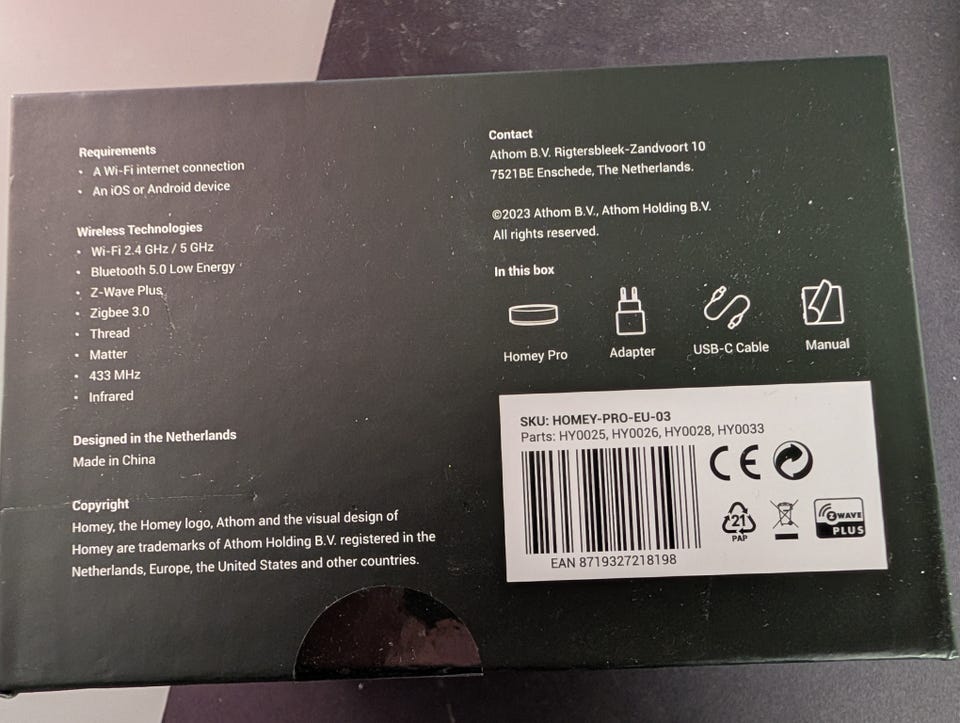 Requirements
• A Wi-Fi internet connection
• An iOS or Android device
Wireless Technologies
• Wi-Fi 2.4 GHz / 5 GHz
• Bluetooth 5.0 Low Energy
• Z-Wave Plus
• Zigbee 3.0
• Thread
• Matter
• 433 MHz
• Infrared
Designed in the Netherlands
Made in China
Copyright
Homey, the Homey logo, Athom and the visual design of
Homey are trademarks of Athom Holding B.V. registered in the
Netherlands, Europe, the United States and other countries.
Contact
Athom B.V. Rigtersbleek-Zandvoort 10
7521BE Enschede, The Netherlands.
©2023 Athom B.V., Athom Holding B.V.
All rights reserved.
In this box
Homey Pro
Adapter
USB-C Cable
Manual
SKU: HOMEY-PRO-EU-03
Parts: HY0025, HY0026, HY0028, HY0033
CE
21
PAP
Z WAVE
PLUS
EAN 8719327218198